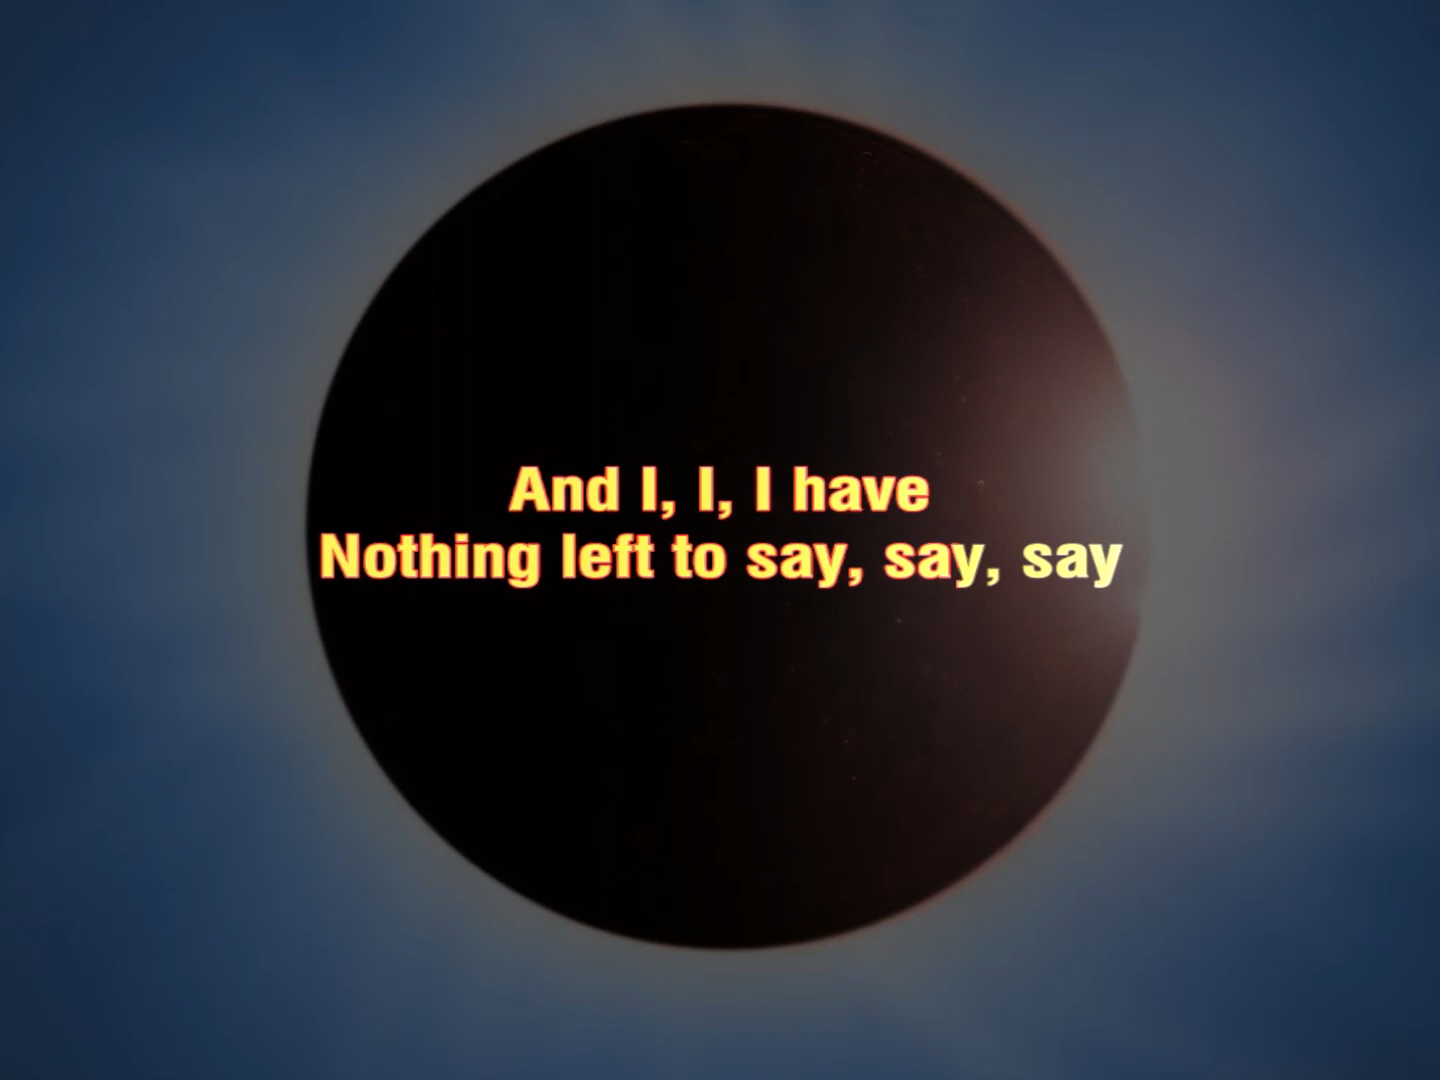 And I, I, I have
Nothing left to say, say, say